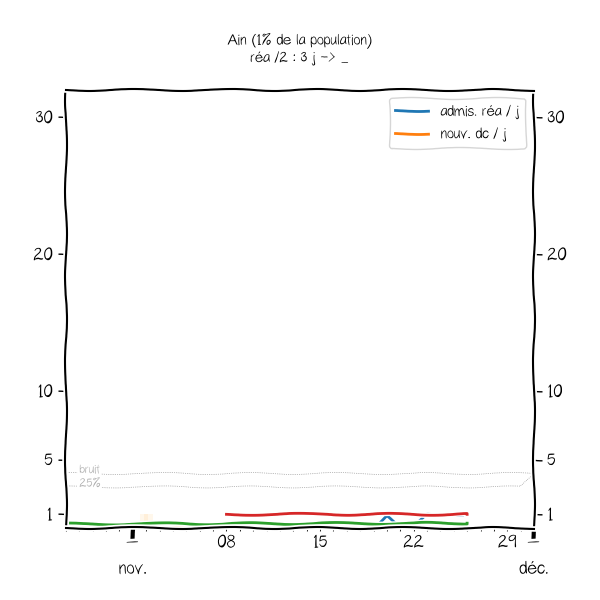 Ain (1% de la population)
réa /2 : 3 j -> _
admis. réa / j
nouv. dc / j
30
30
20
20
10
10
5
5
bruit
25%
1
1
08
15
22
29
nov.
déc.